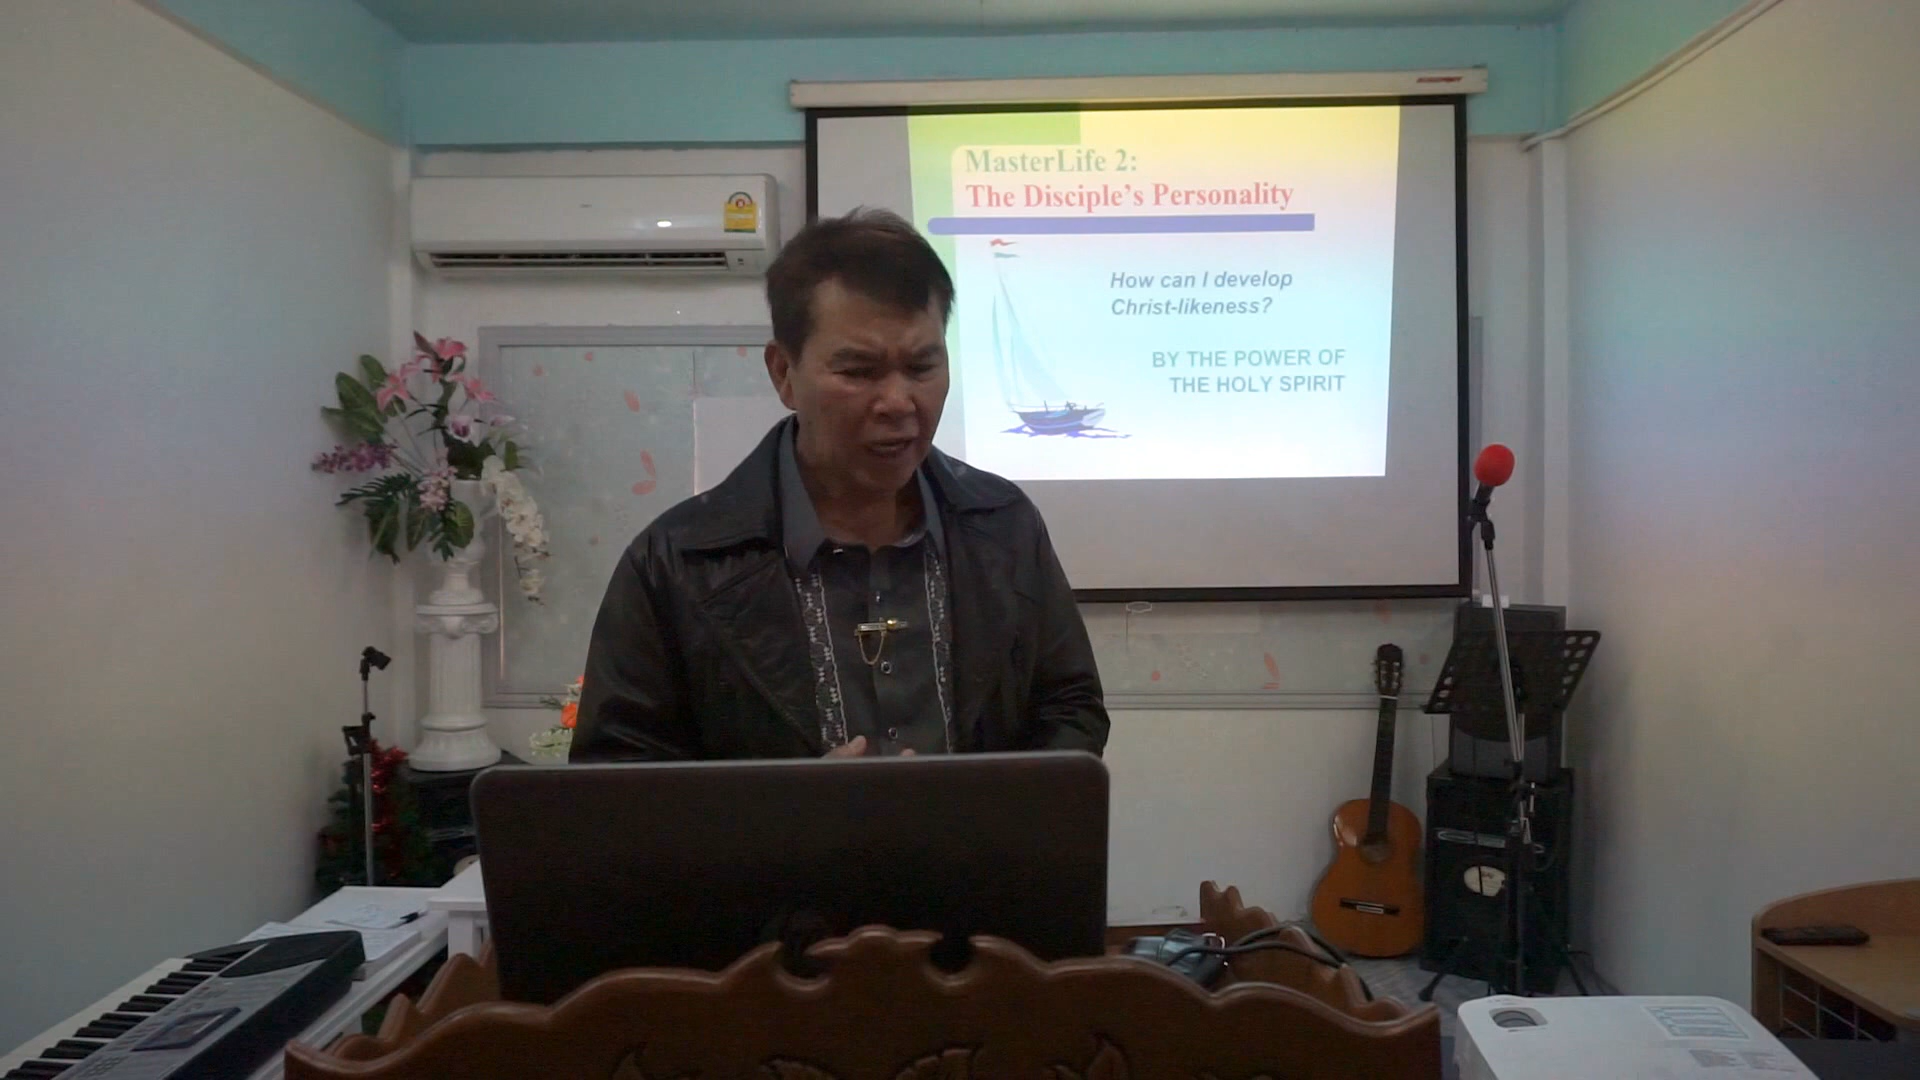 MasterLife 2:
The Disciple's Personality
How can I develop
Christ-likeness?
BY THE POWER OF
THE HOLY SPIRIT